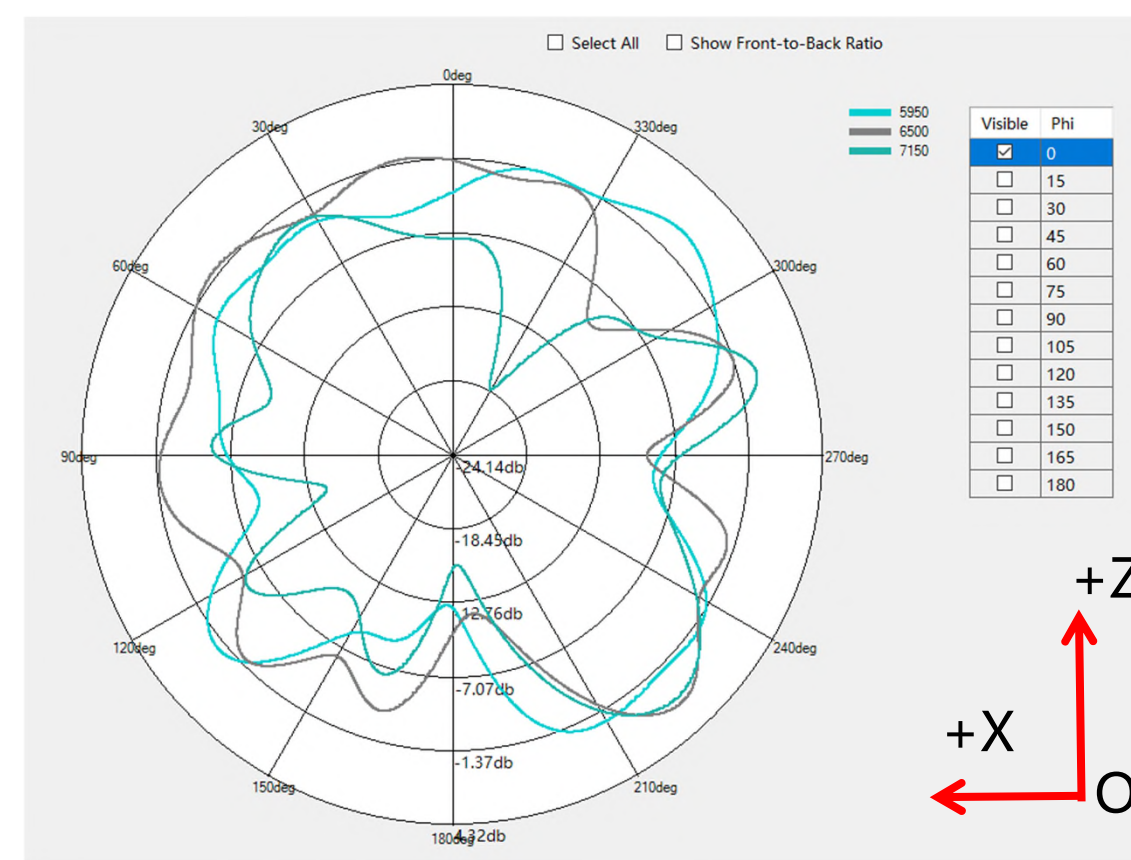 Select All
Show Front-to-Back Ratio
0deg
30deg
330deg
60deg
300deg
90deg
270deg
120deg
240deg
150deg
210deg
180deg
-24.14db
-18.45db
-12.76db
-7.07db
-1.37db
4.32db
5950
6500
7150
Visible Phi
0
15
30
45
60
75
90
105
120
135
150
165
180
+Z
+X
O